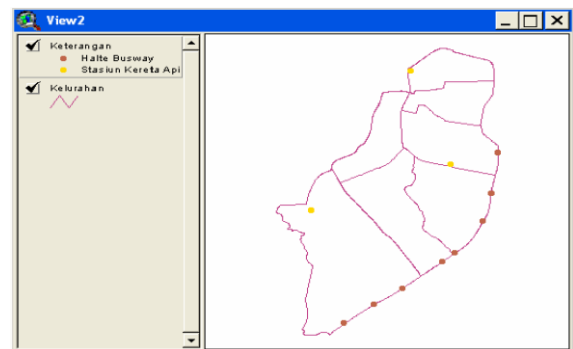 View2
Keterangan
Halte Busway
Stasiun Kereta Api
Kelurahan